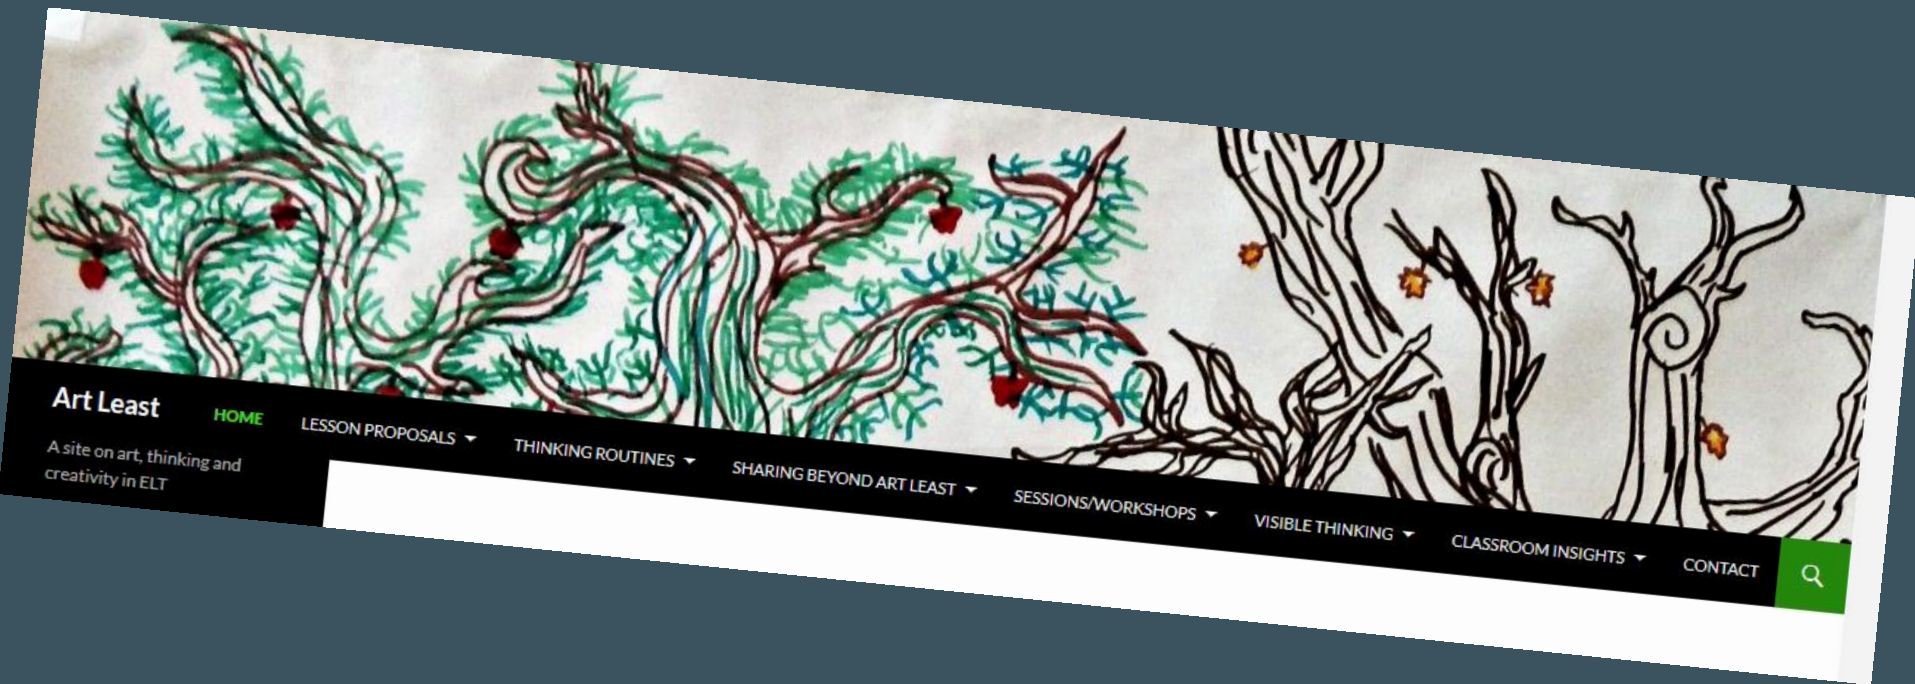 Art Least
HOME
LESSON PROPOSALS
THINKING ROUTINES
SHARING BEYOND ART LEAST
SESSIONS/WORKSHOPS
VISIBLE THINKING
CLASSROOM INSIGHTS
CONTACT
A site on art, thinking and
creativity in ELT